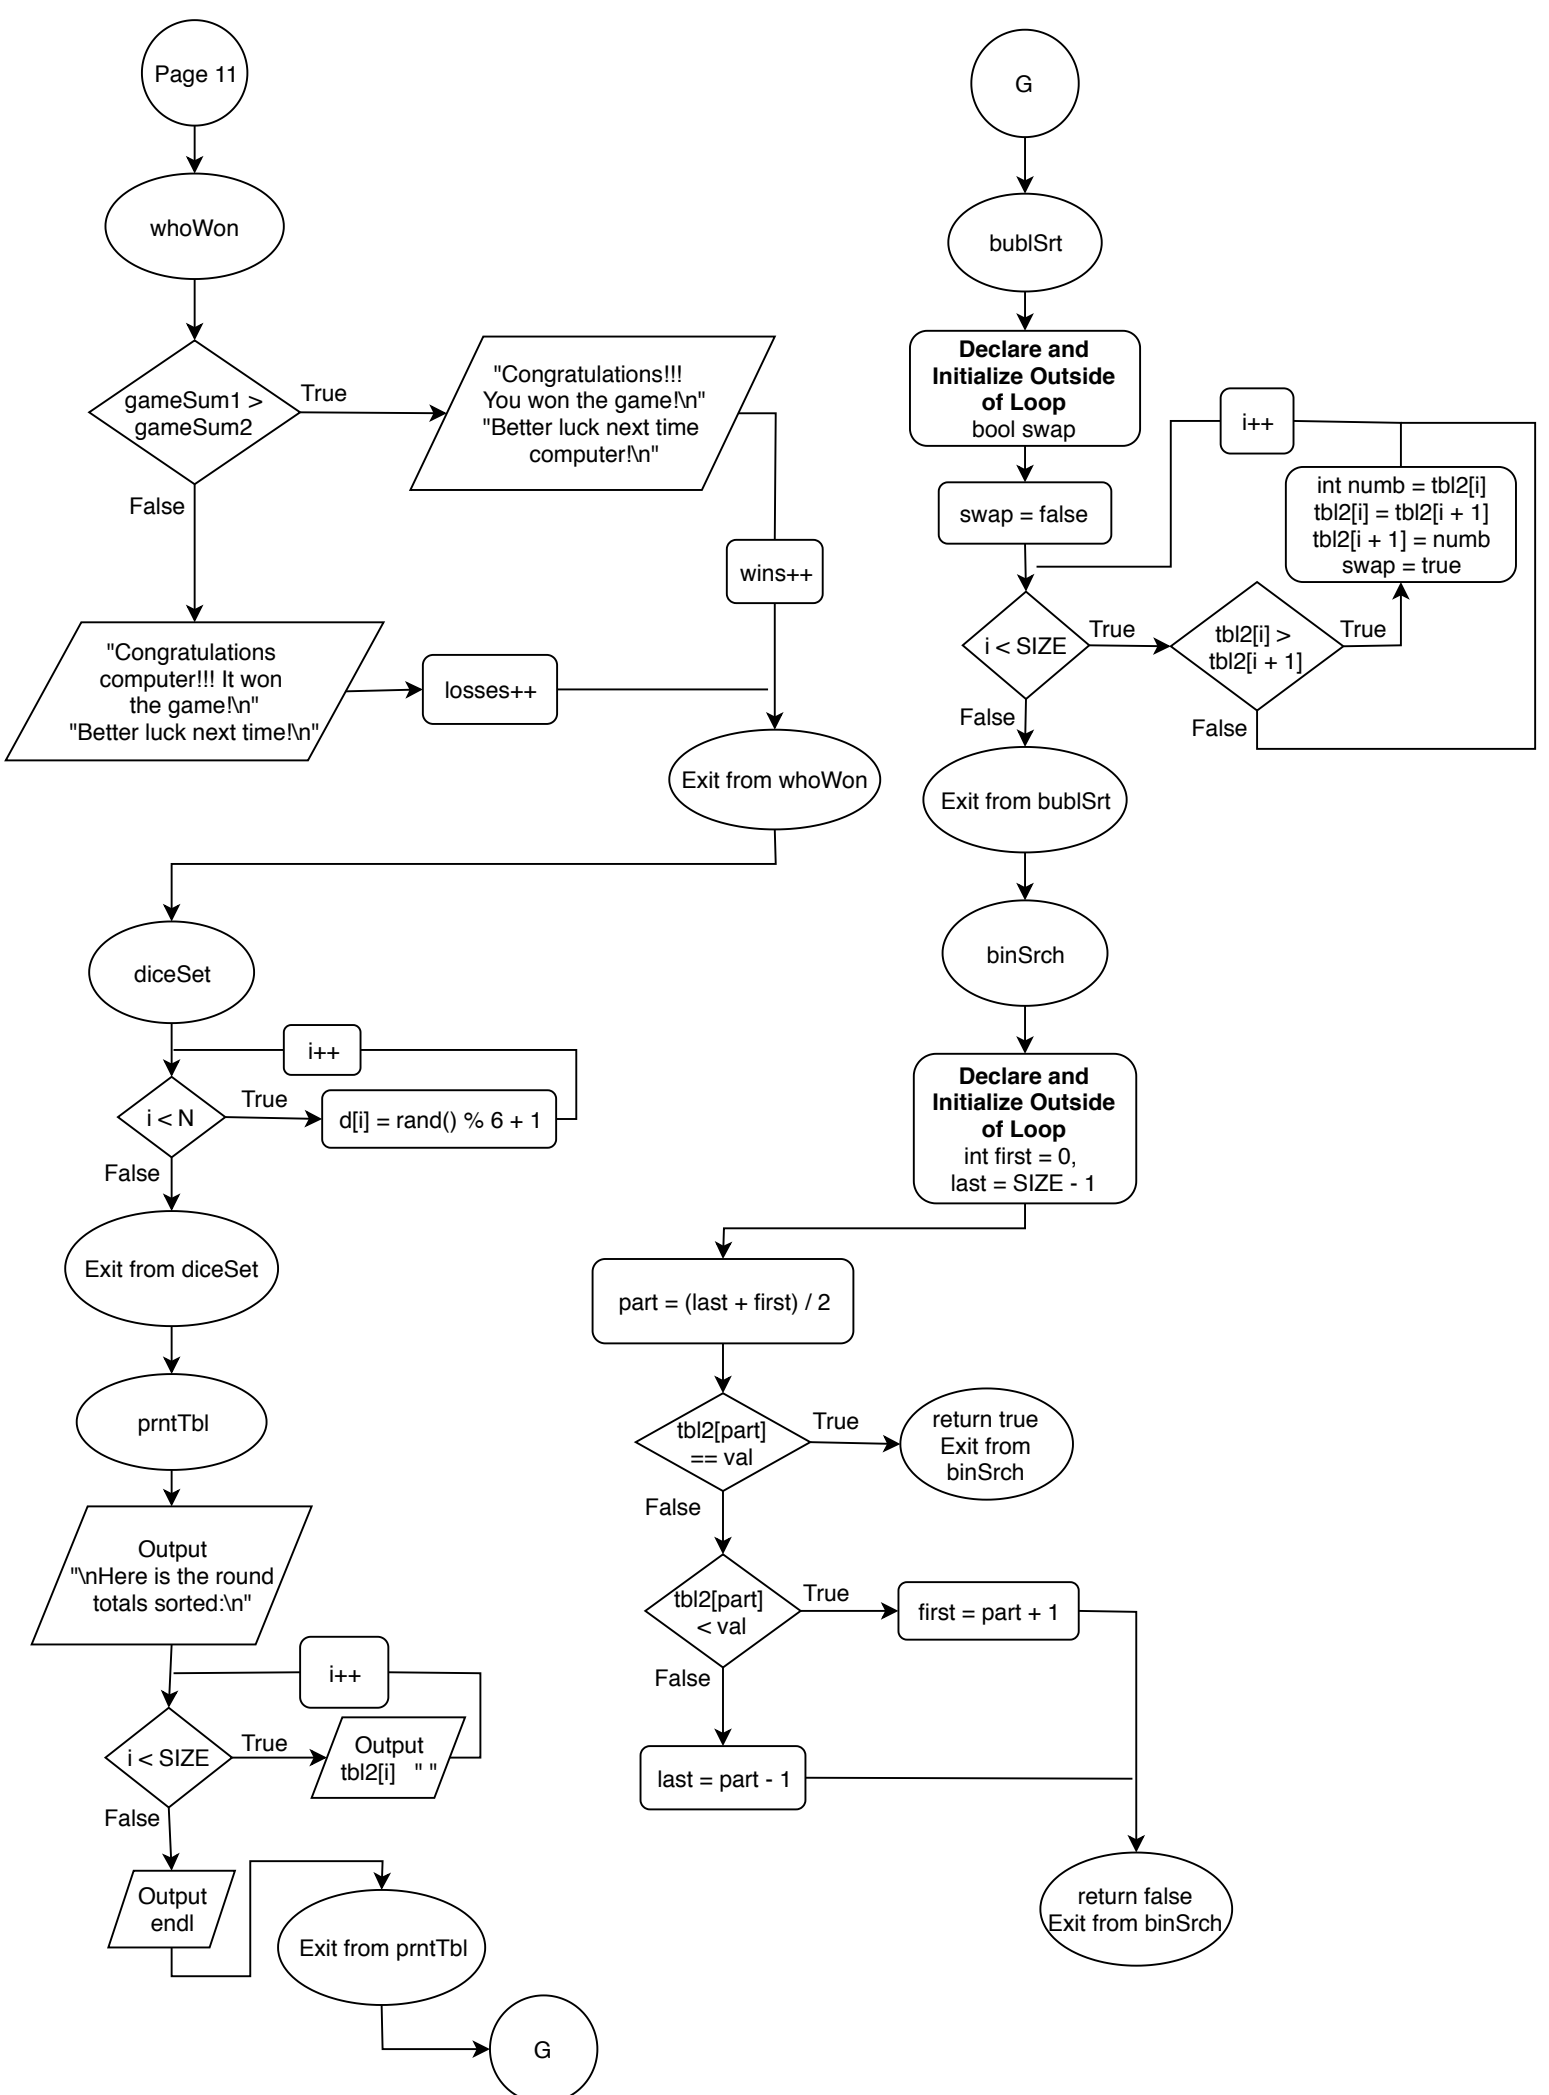 Page 11
whoWon
gameSum1 >
gameSum2
True
"Congratulations!!!
You won the game!\n"
"Better luck next time
computer!\n"
False
wins++
"Congratulations
computer!!! It won
the game!\n"
"Better luck next time!\n"
losses++
Exit from whoWon
diceSet
i++
i < N
True
d[i] = rand() % 6 + 1
False
Exit from diceSet
prntTbl
Output
"\nHere is the round
totals sorted:\n"
i++
i < SIZE
True
Output
tbl2[i] " "
False
Output
endl
Exit from prntTbl
G
G
bublSrt
Declare and
Initialize Outside
of Loop
bool swap
swap = false
i++
int numb = tbl2[i]
tbl2[i] = tbl2[i + 1]
tbl2[i + 1] = numb
swap = true
i < SIZE
True
tbl2[i] >
tbl2[i + 1]
True
False
False
Exit from bublSrt
binSrch
Declare and
Initialize Outside
of Loop
int first = 0,
last = SIZE - 1
part = (last + first) / 2
tbl2[part]
== val
True
return true
Exit from
binSrch
False
tbl2[part]
< val
True
first = part + 1
False
last = part - 1
return false
Exit from binSrch